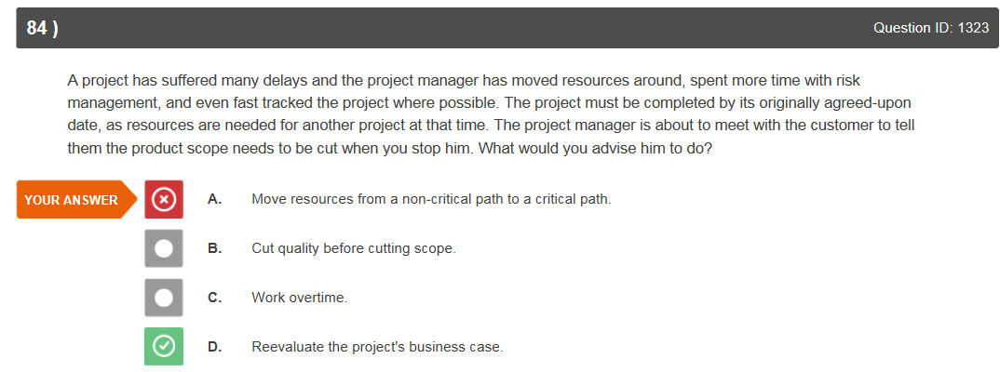 84 ) Question ID: 1323
A project has suffered many delays and the project manager has moved resources around, spent more time with risk
management, and even fast tracked the project where possible. The project must be completed by its originally agreed-upon
date, as resources are needed for another project at that time. The project manager is about to meet with the customer to tell
them the product scope needs to be cut when you stop him. What would you advise him to do?
YOUR ANSWER A. Move resources from a non-critical path to a critical path.
B. Cut quality before cutting scope.
C. Work overtime.
D. Reevaluate the project's business case.